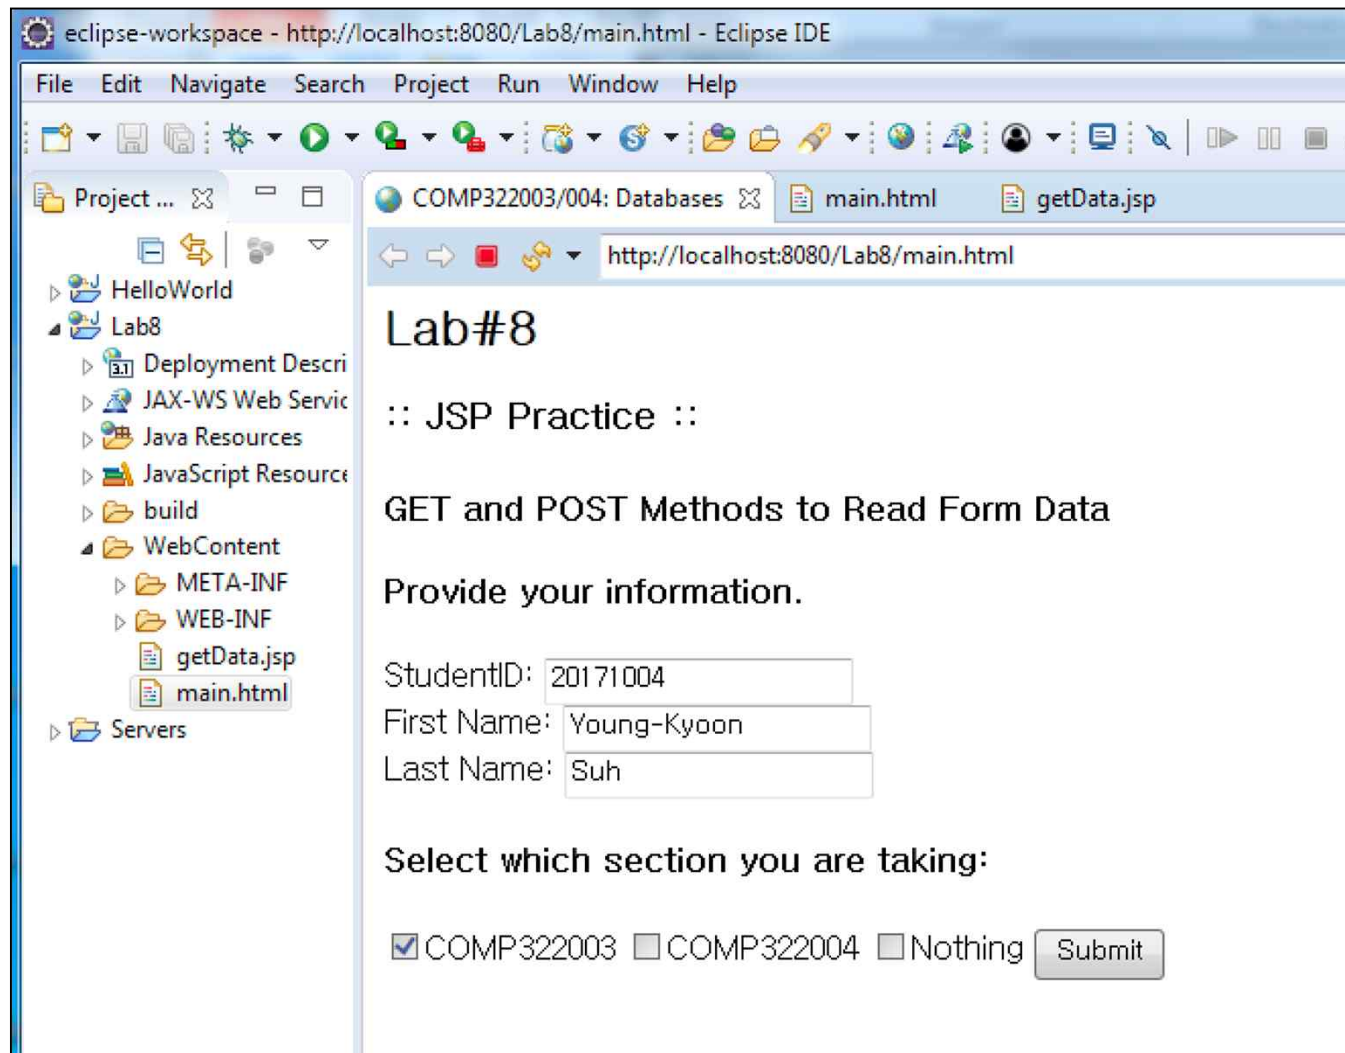 eclipse-workspace - http://localhost:8080/Lab8/main.html - Eclipse IDE
File Edit Navigate Search Project Run Window Help
Project ...
COMP322003/004: Databases main.html getData.jsp
http://localhost:8080/Lab8/main.html
HelloWorld
Lab8
3.1 Deployment Descri
JAX-WS Web Servic
Java Resources
JavaScript Resource
build
WebContent
META-INF
WEB-INF
getData.jsp
main.html
Servers
Lab#8
:: JSP Practice ::
GET and POST Methods to Read Form Data
Provide your information.
StudentID: 20171004
First Name: Young-Kyoon
Last Name: Suh
Select which section you are taking:
COMP322003 COMP322004 Nothing Submit